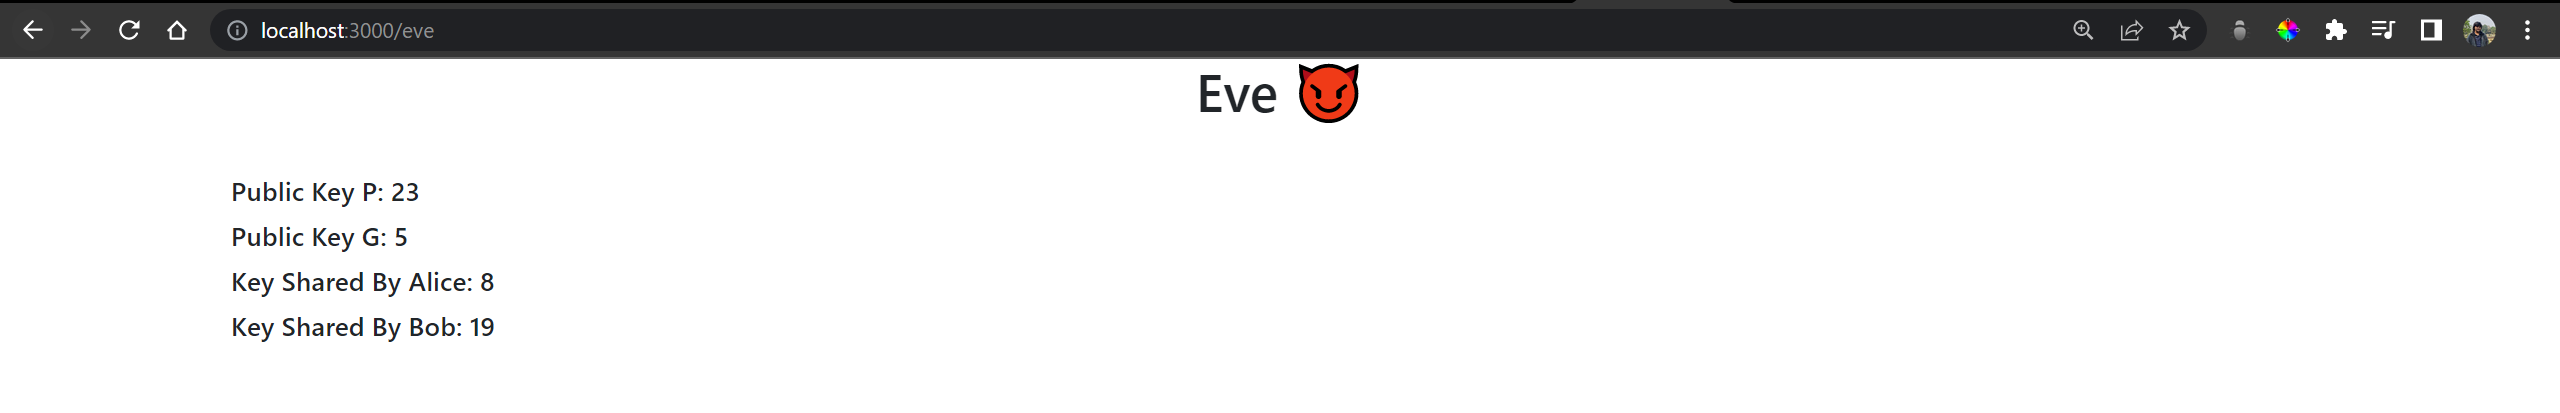 localhost:3000/eve
Eve 😈
Public Key P: 23
Public Key G: 5
Key Shared By Alice: 8
Key Shared By Bob: 19